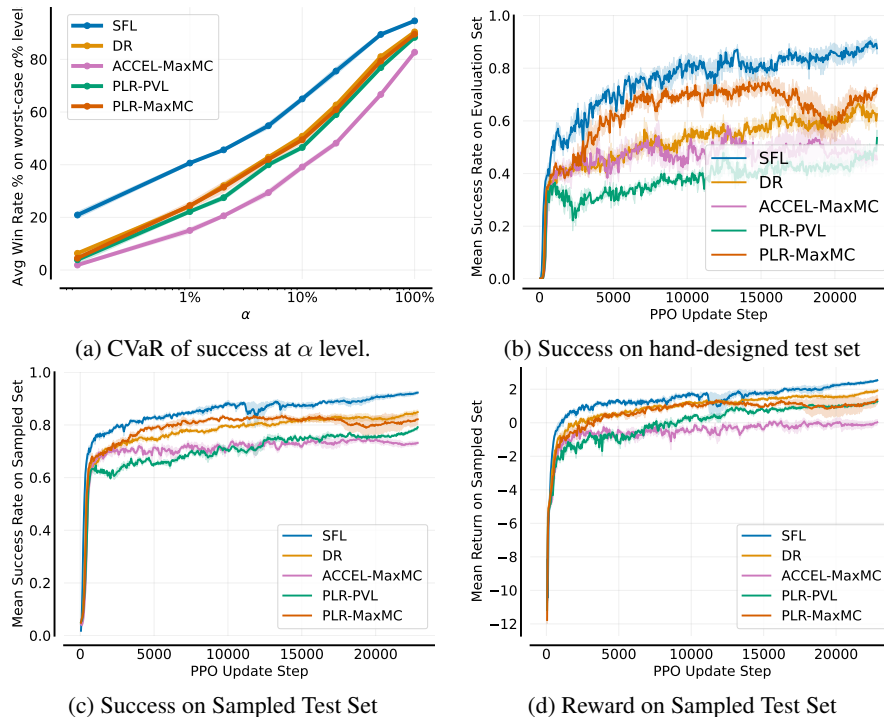 Avg Win Rate % on worst-case α% level
80
60
40
20
0
SFL
DR
ACCEL-MaxMC
PLR-PVL
PLR-MaxMC
1%
10%
100%
α
(a) CVaR of success at α level.
Mean Success Rate on Evaluation Set
1.0
0.8
0.6
0.4
0.2
0.0
SFL
DR
ACCEL-MaxMC
PLR-PVL
PLR-MaxMC
0
5000
10000
15000
20000
PPO Update Step
(b) Success on hand-designed test set
Mean Success Rate on Sampled Set
1.0
0.8
0.6
0.4
0.2
0.0
SFL
DR
ACCEL-MaxMC
PLR-PVL
PLR-MaxMC
0
5000
10000
15000
20000
PPO Update Step
(c) Success on Sampled Test Set
Mean Return on Sampled Set
2
0
−2
−4
−6
−8
−10
−12
SFL
DR
ACCEL-MaxMC
PLR-PVL
PLR-MaxMC
0
5000
10000
15000
20000
PPO Update Step
(d) Reward on Sampled Test Set